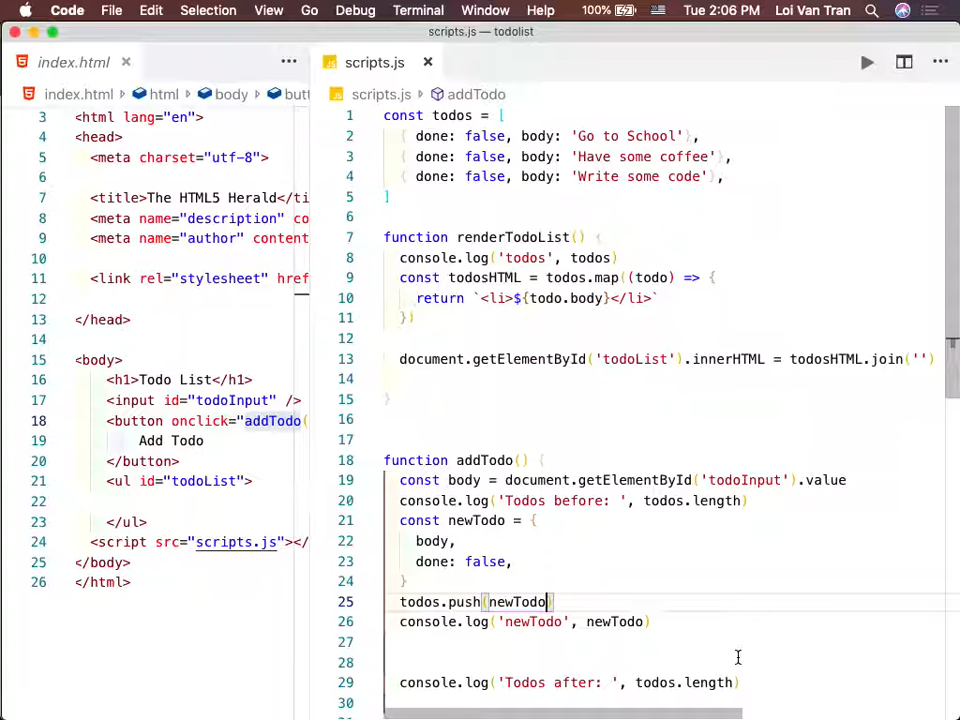 Code File Edit Selection View Go Debug Terminal Window Help 100% Tue 2:06 PM Loi Van Tran
scripts.js — todolist
index.html
scripts.js
index.html html body butt
scripts.js addTodo
3 <html lang="en">
4 <head>
5 <meta charset="utf-8">
6
7 <title>The HTML5 Herald</ti
8 <meta name="description" co
9 <meta name="author" content
10
11 <link rel="stylesheet" href
12
13 </head>
14
15 <body>
16 <h1>Todo List</h1>
17 <input id="todoInput" />
18 <button onclick="addTodo(
19 Add Todo
20 </button>
21 <ul id="todoList">
22
23 </ul>
24 <script src="scripts.js"></
25 </body>
26 </html>
1 const todos = [
2 { done: false, body: 'Go to School'},
3 { done: false, body: 'Have some coffee'},
4 { done: false, body: 'Write some code'},
5 ]
6
7 function renderTodoList() {
8 console.log('todos', todos)
9 const todosHTML = todos.map((todo) => {
10 return `<li>${todo.body}</li>`
11 })
12
13 document.getElementById('todoList').innerHTML = todosHTML.join('')
14
15 }
16
17
18 function addTodo() {
19 const body = document.getElementById('todoInput').value
20 console.log('Todos before: ', todos.length)
21 const newTodo = {
22 body,
23 done: false,
24 }
25 todos.push(newTodo)
26 console.log('newTodo', newTodo)
27
28
29 console.log('Todos after: ', todos.length)
30